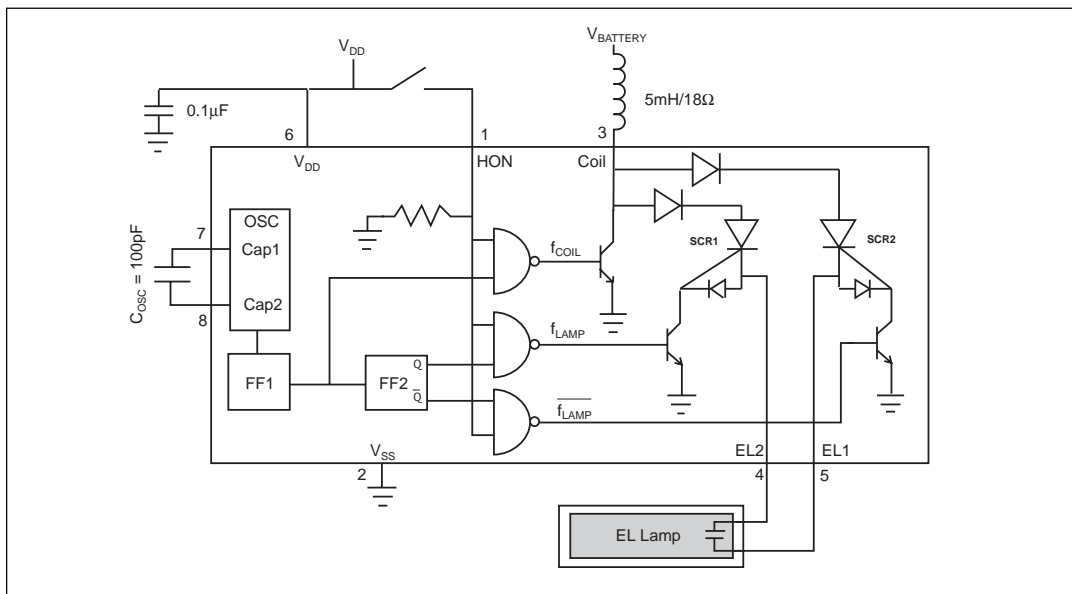 V_DD
V_BATTERY
0.1µF
5mH/18Ω
6
1
3
V_DD
HON
Coil
OSC
Cap1
Cap2
7
8
C_OSC = 100pF
SCR1
SCR2
f_COIL
f_LAMP
FF1
FF2
Q
Q̅
f_LAMP̅
V_SS
2
EL2
EL1
4
5
EL Lamp